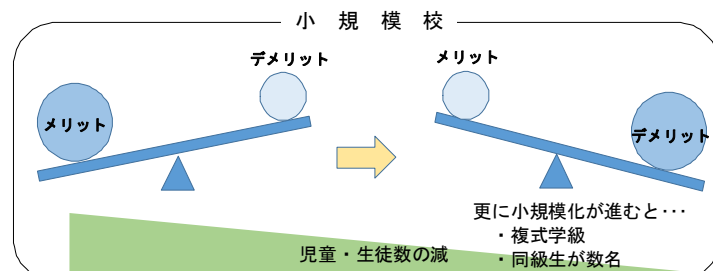 小規模校
デメリット
メリット
メリット
デメリット
更に小規模化が進むと…
・複式学級
・同級生が数名
児童・生徒数の減